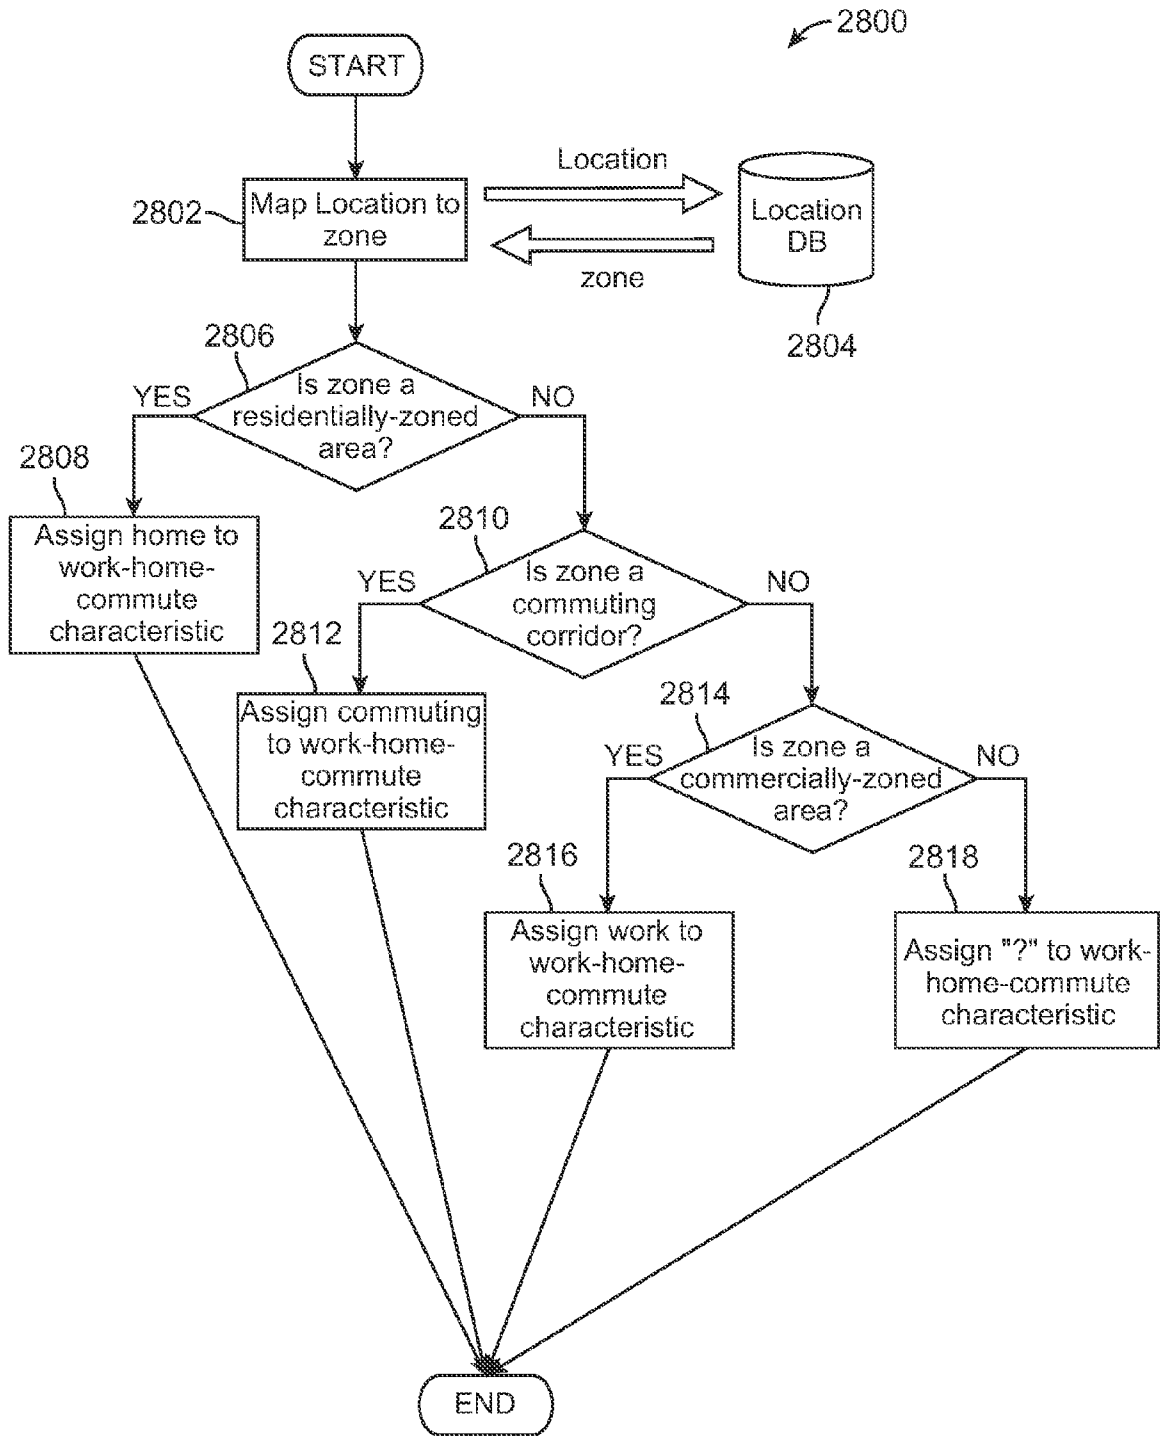 2800
START
Location
Map Location to
zone
2802
Location
DB
zone
2804
2806
Is zone a
residentially-zoned
area?
YES
NO
2808
Assign home to
work-home-
commute
characteristic
2810
Is zone a
commuting
corridor?
YES
NO
2812
Assign commuting
to work-home-
commute
characteristic
2814
Is zone a
commercially-zoned
area?
YES
NO
2816
Assign work to
work-home-
commute
characteristic
2818
Assign "?" to work-
home-commute
characteristic
END